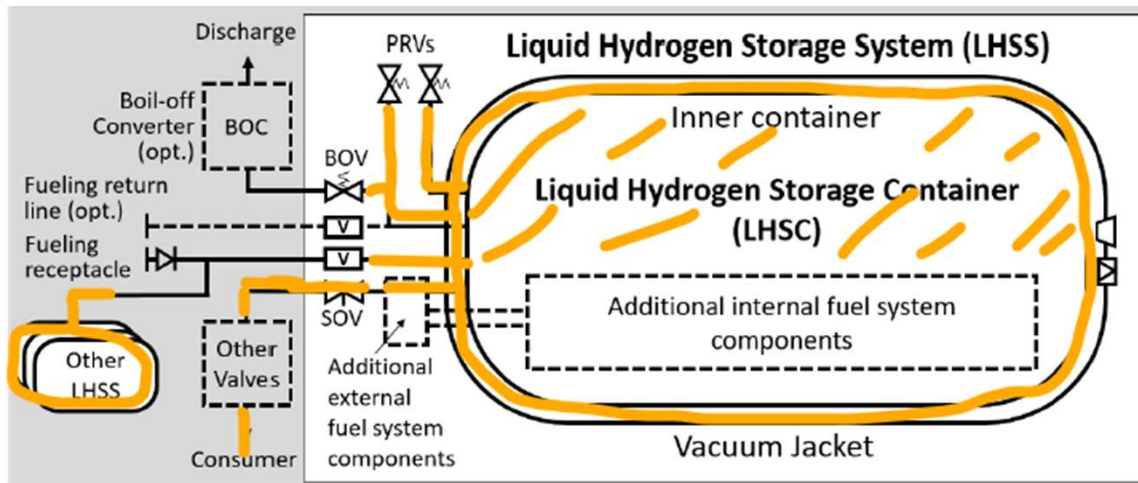 Discharge
PRVs
Liquid Hydrogen Storage System (LHSS)
Boil-off
Converter (opt.)
BOC
BOV
Inner container
Fueling return
line (opt.)
V
Liquid Hydrogen Storage Container
(LHSC)
Fueling
receptacle
V
SOV
Additional internal fuel system
components
Other
LHSS
Other
Valves
Additional
external
fuel system
components
Consumer
Vacuum Jacket